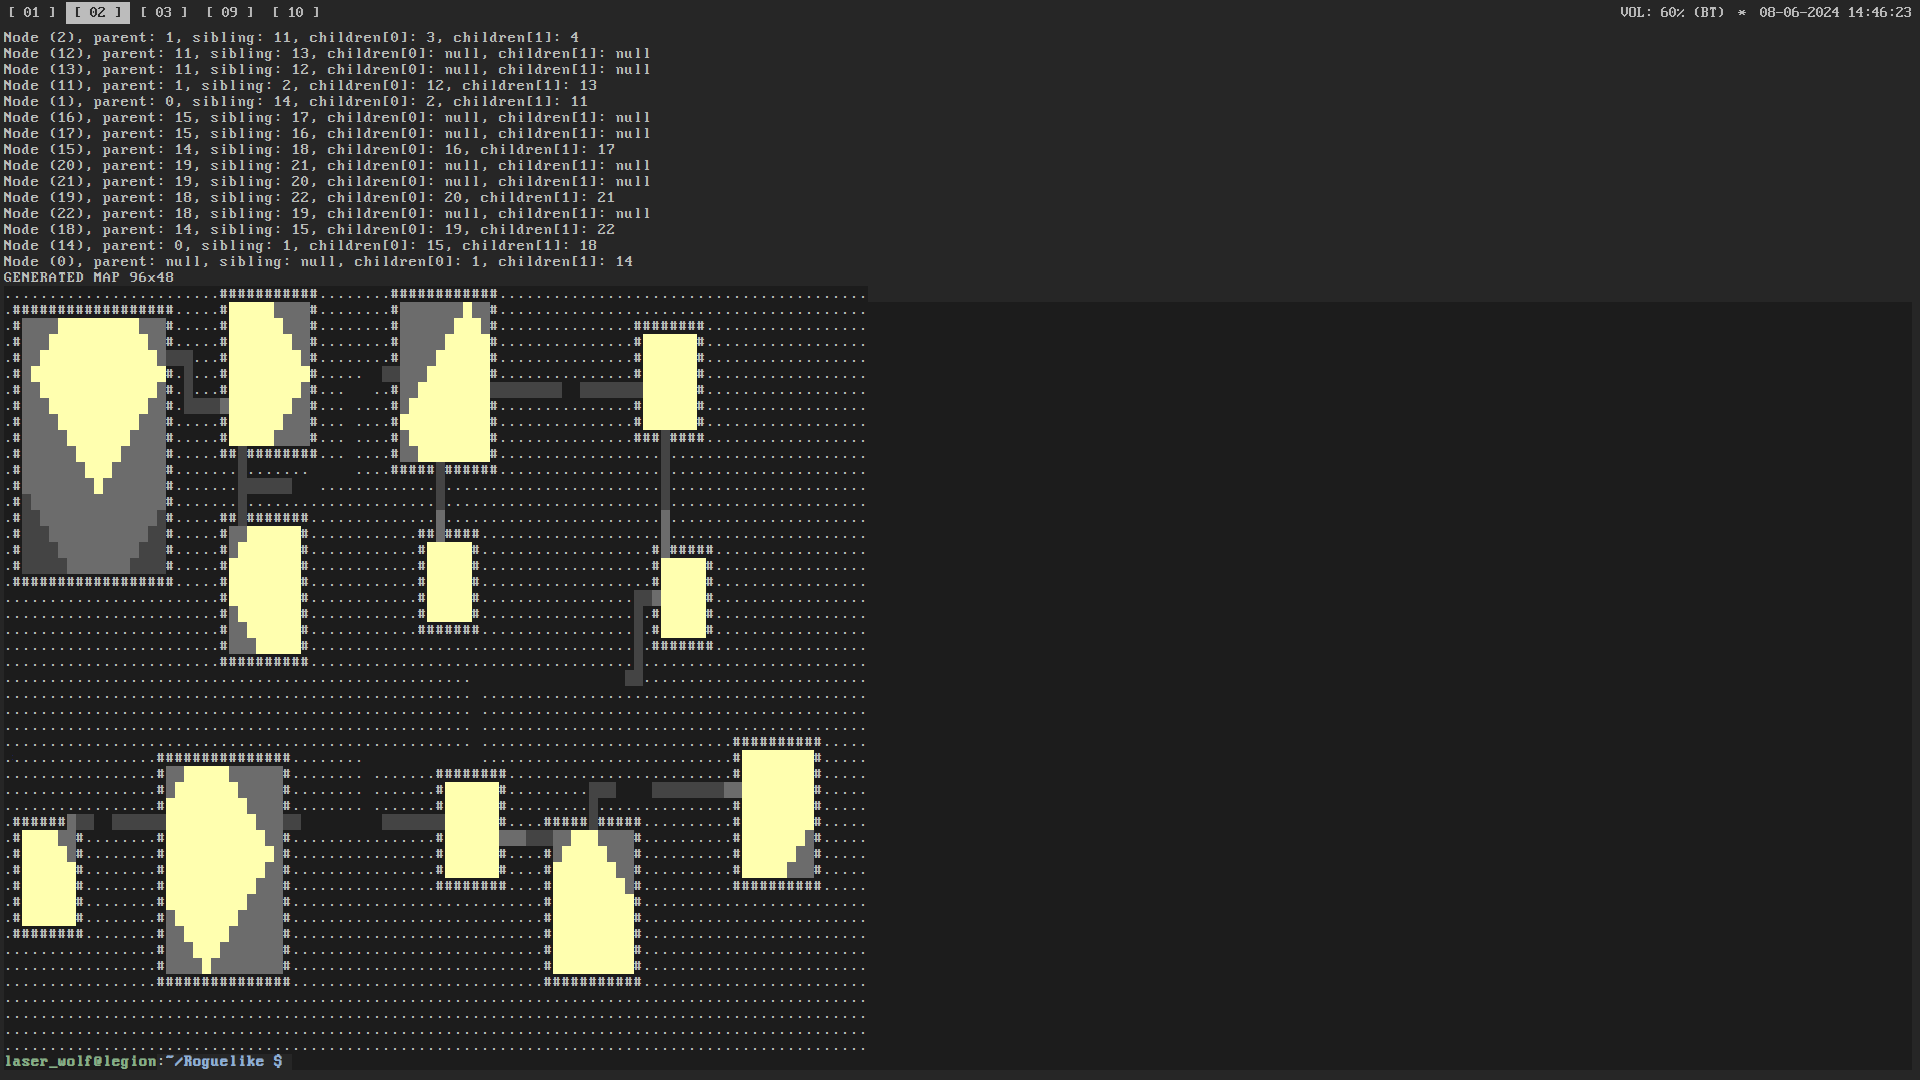 [ 01 ] [ 02 ] [ 03 ] [ 09 ] [ 10 ] VOL: 60% (BT) * 08-06-2024 14:46:23
Node (2), parent: 1, sibling: 11, children[0]: 3, children[1]: 4
Node (12), parent: 11, sibling: 13, children[0]: null, children[1]: null
Node (13), parent: 11, sibling: 12, children[0]: null, children[1]: null
Node (11), parent: 1, sibling: 2, children[0]: 12, children[1]: 13
Node (1), parent: 0, sibling: 14, children[0]: 2, children[1]: 11
Node (16), parent: 15, sibling: 17, children[0]: null, children[1]: null
Node (17), parent: 15, sibling: 16, children[0]: null, children[1]: null
Node (15), parent: 14, sibling: 18, children[0]: 16, children[1]: 17
Node (20), parent: 19, sibling: 21, children[0]: null, children[1]: null
Node (21), parent: 19, sibling: 20, children[0]: null, children[1]: null
Node (19), parent: 18, sibling: 22, children[0]: 20, children[1]: 21
Node (22), parent: 18, sibling: 19, children[0]: null, children[1]: null
Node (18), parent: 14, sibling: 15, children[0]: 19, children[1]: 22
Node (14), parent: 0, sibling: 1, children[0]: 15, children[1]: 18
Node (0), parent: null, sibling: null, children[0]: 1, children[1]: 14
GENERATED MAP 96x48
laser_wolf@legion:~/Roguelike $